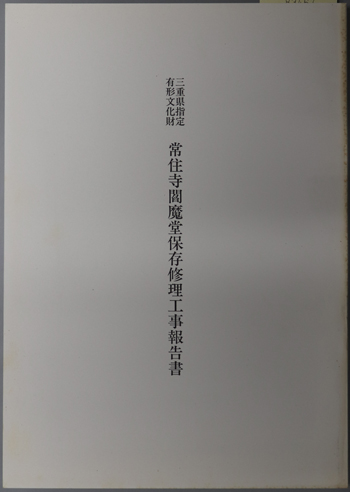 三重県指定
有形文化財
常住寺閻魔堂保存修理工事報告書